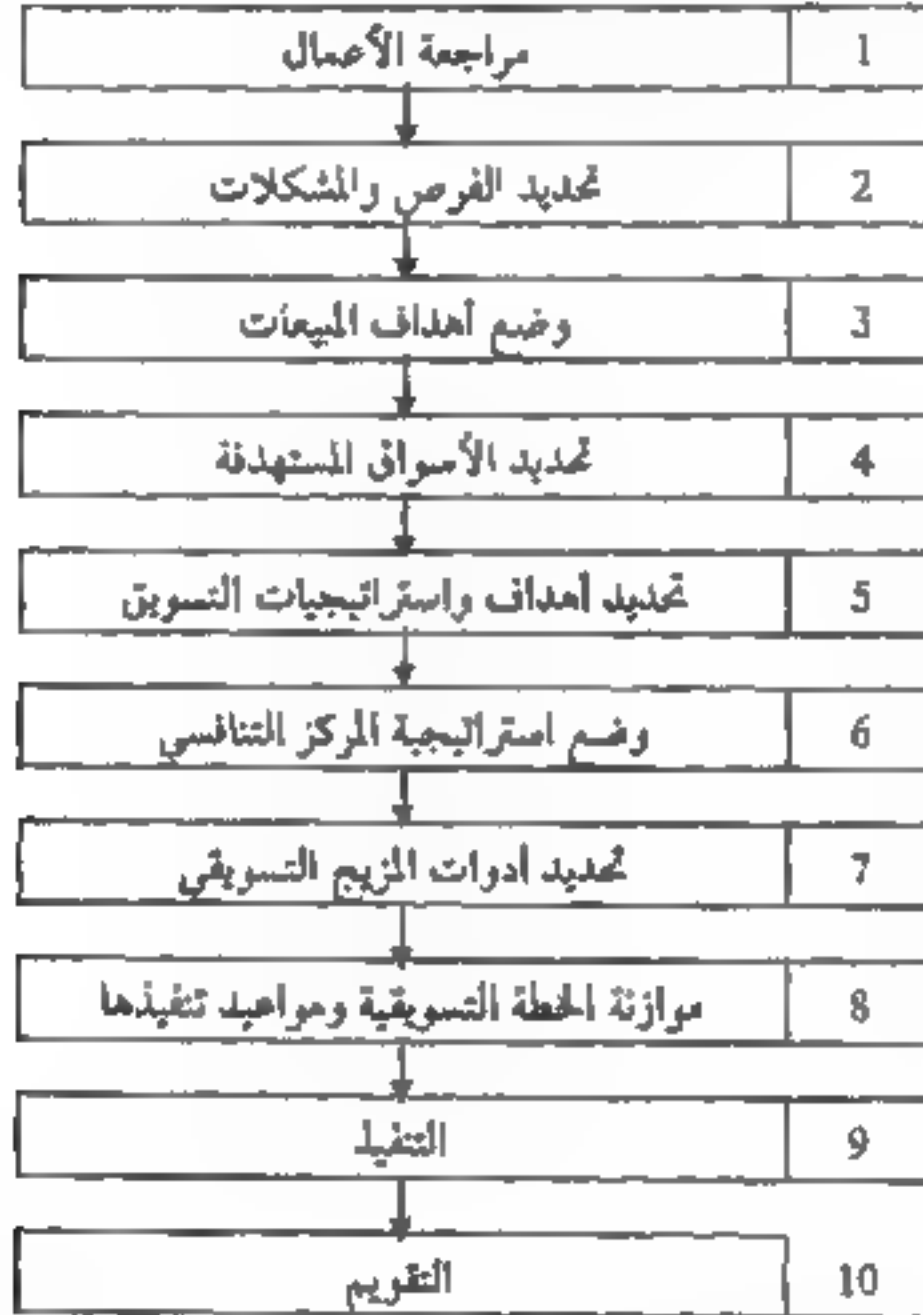 1 مراجعة الأعمال
2 تحديد الفرص والمشكلات
3 وضع أهداف المبيعات
4 تحديد الأسواق المستهدفة
5 تحديد أهداف واستراتيجيات التسويق
6 وضع استراتيجية المركز التنافسي
7 تحديد أدوات المزيج التسويقي
8 موازنة الخطة التسويقية ومواعيد تنفيذها
9 التنفيذ
10 التقويم